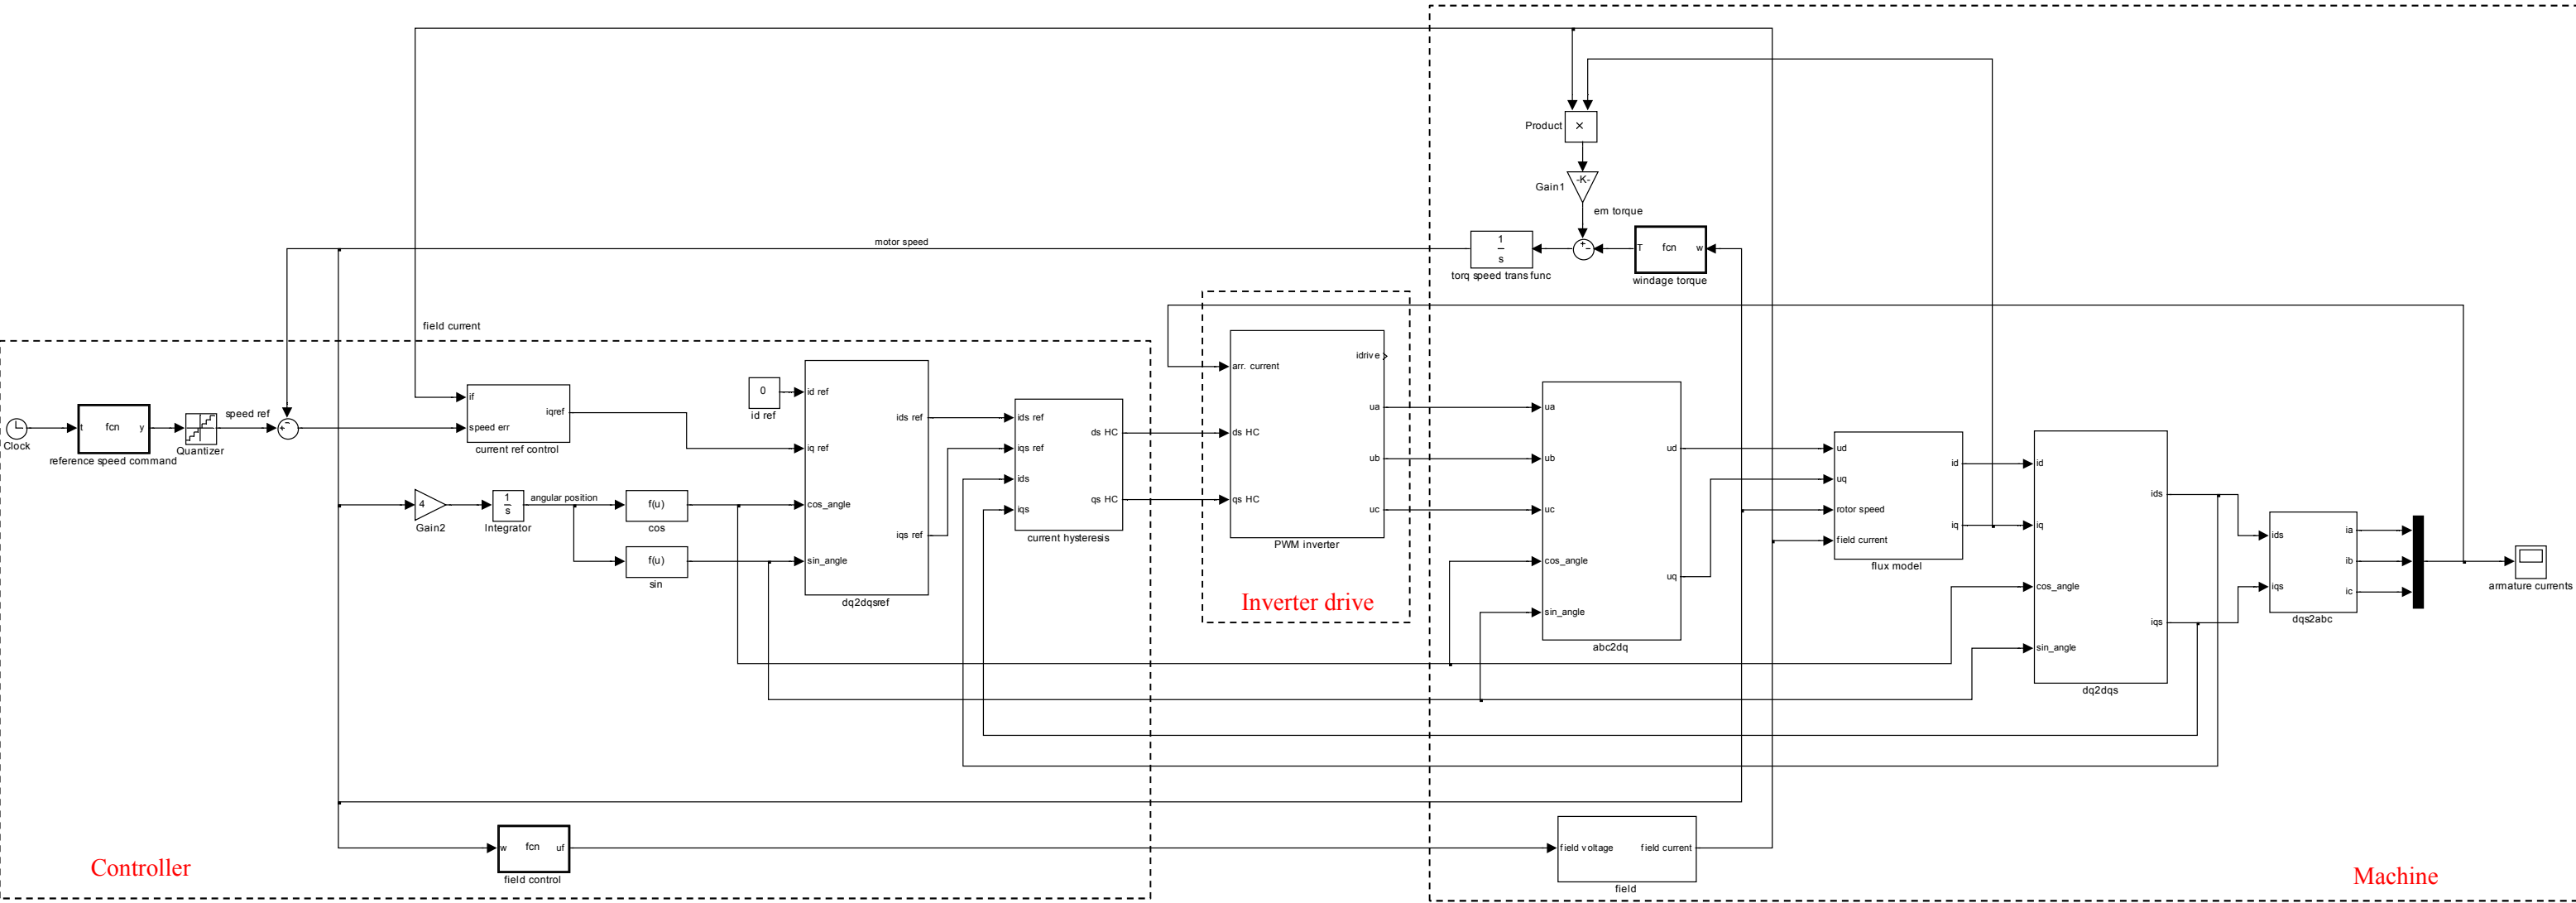 Product
×
-K-
Gain1
em torque
motor speed
1
s
torq speed trans func
+
-
T
fcn
w
windage torque
field current
Clock
t
fcn
y
reference speed command
Quantizer
speed ref
+
-
if
speed err
iqref
current ref control
0
id ref
id ref
iq ref
cos_angle
sin_angle
ids ref
iqs ref
dq2dqsref
4
Gain2
1
s
Integrator
angular position
f(u)
cos
f(u)
sin
ids ref
iqs ref
ids
iqs
ds HC
qs HC
current hysteresis
arr. current
ds HC
qs HC
idrive
ua
ub
uc
PWM inverter
Inverter drive
ua
ub
uc
cos_angle
sin_angle
ud
uq
abc2dq
ud
uq
rotor speed
field current
id
iq
flux model
id
iq
cos_angle
sin_angle
ids
iqs
dq2dqs
ids
iqs
ia
ib
ic
dqs2abc
armature currents
w
fcn
uf
field control
field voltage
field current
field
Controller
Machine